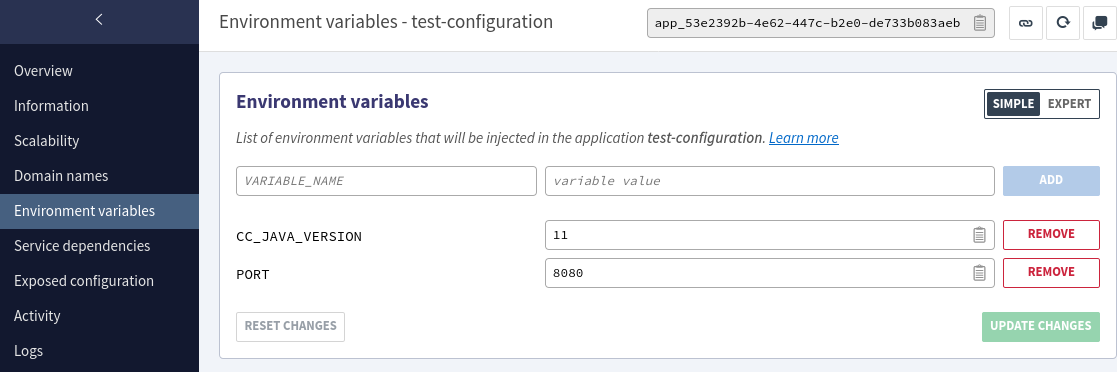 Environment variables - test-configuration
app_53e2392b-4e62-447c-b2e0-de733b083aeb
Overview
Information
Scalability
Domain names
Environment variables
Service dependencies
Exposed configuration
Activity
Logs
Environment variables
SIMPLE EXPERT
List of environment variables that will be injected in the application test-configuration. Learn more
VARIABLE_NAME variable value ADD
CC_JAVA_VERSION 11 REMOVE
PORT 8080 REMOVE
RESET CHANGES UPDATE CHANGES